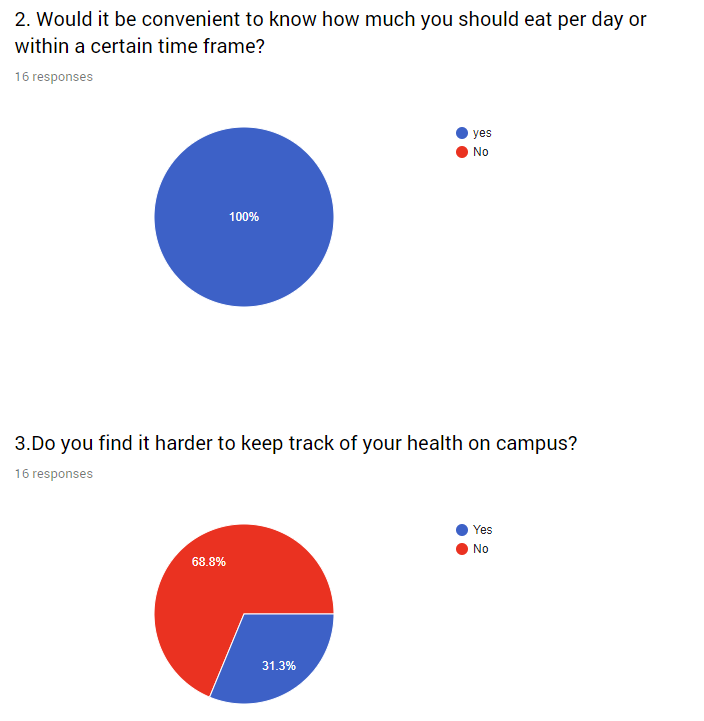 2. Would it be convenient to know how much you should eat per day or
within a certain time frame?
16 responses
yes
No
100%
3.Do you find it harder to keep track of your health on campus?
16 responses
Yes
No
68.8%
31.3%